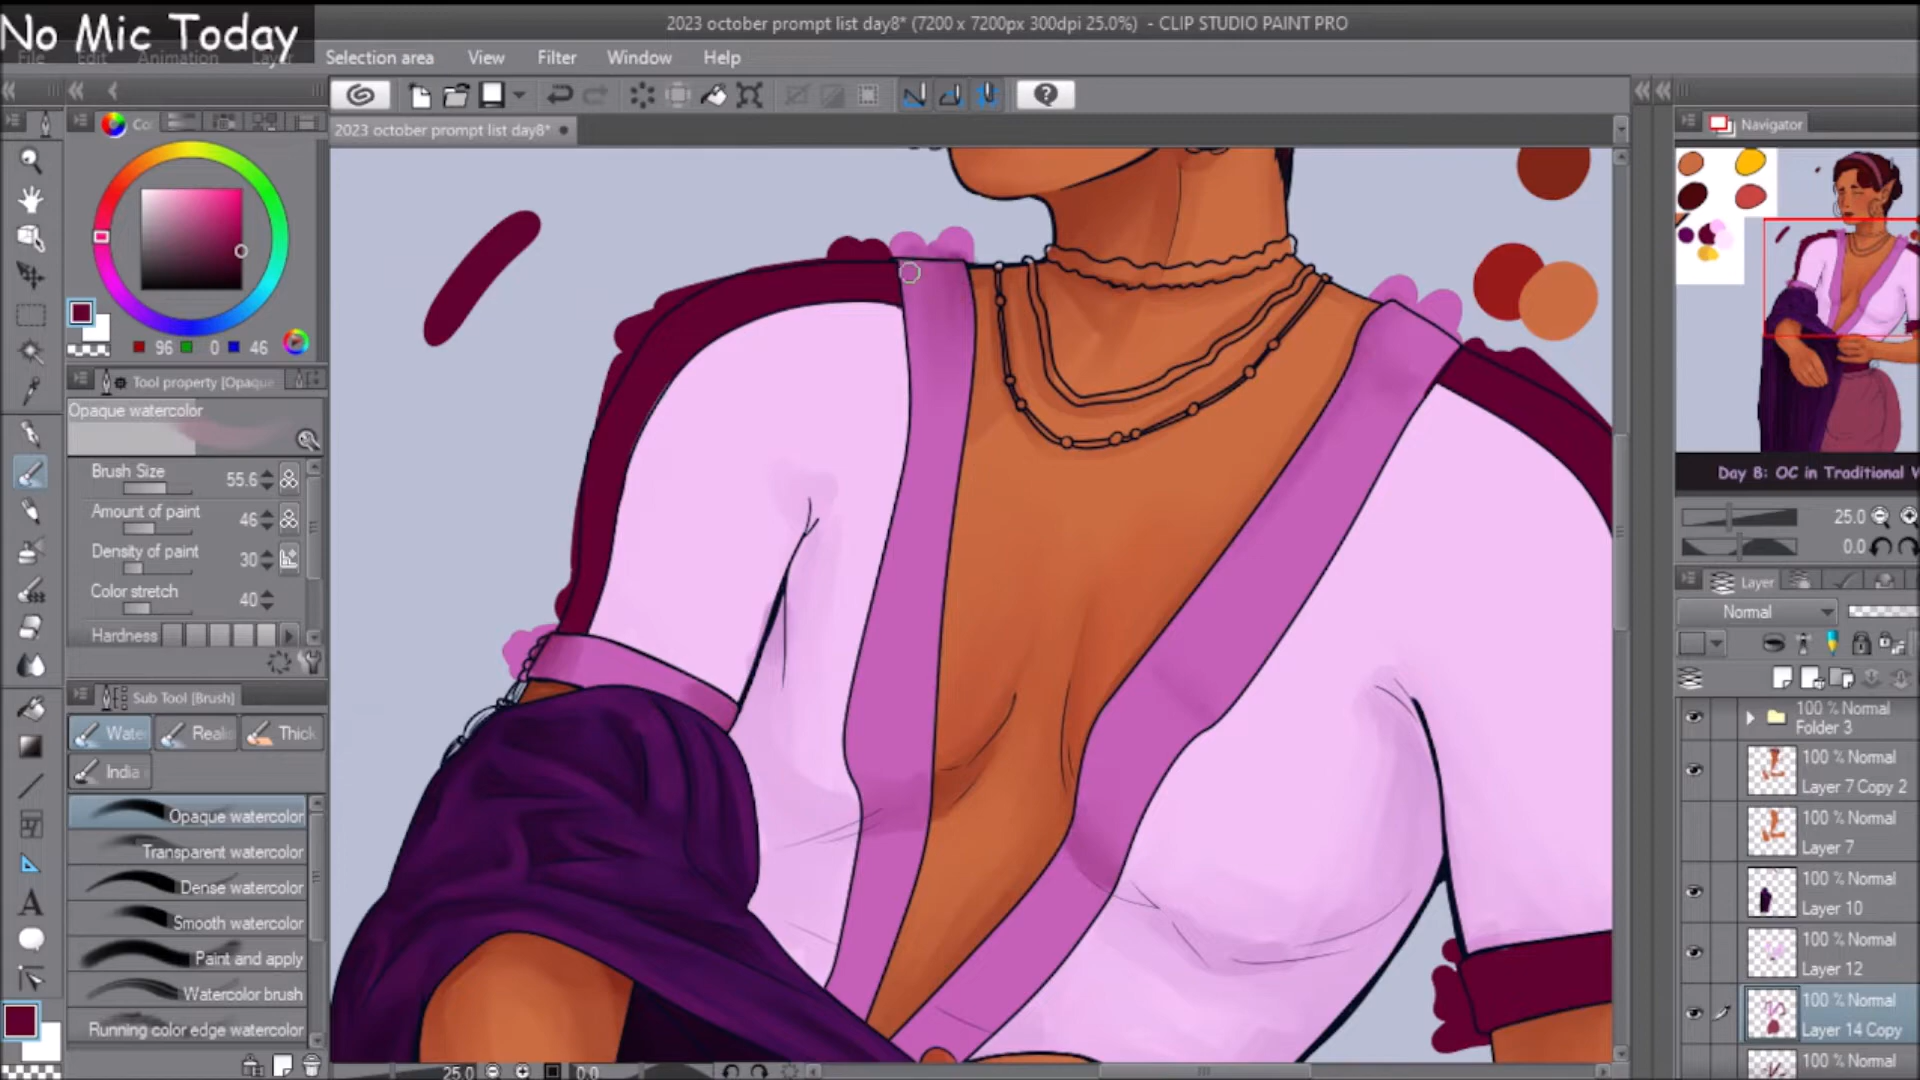 No Mic Today
2023 october prompt list day8* (7200 x 7200px 300dpi 25.0%) - CLIP STUDIO PAINT PRO
File Edit Animation Layer Selection area View Filter Window Help
2023 october prompt list day8*
Navigator
96 0 46
Tool property [Opaque
Opaque watercolor
Brush Size 55.6
Amount of paint 46
Density of paint 30
Color stretch 40
Hardness
Sub Tool [Brush]
Wate Realis Thick
India
Opaque watercolor
Transparent watercolor
Dense watercolor
Smooth watercolor
Paint and apply
Watercolor brush
Running color edge watercolor
25.0 0.0
Day 8: OC in Traditional
25.0
0.0
Layer
Normal
100 % Normal
Folder 3
100 % Normal
Layer 7 Copy 2
100 % Normal
Layer 7
100 % Normal
Layer 10
100 % Normal
Layer 12
100 % Normal
Layer 14 Copy
100 % Normal